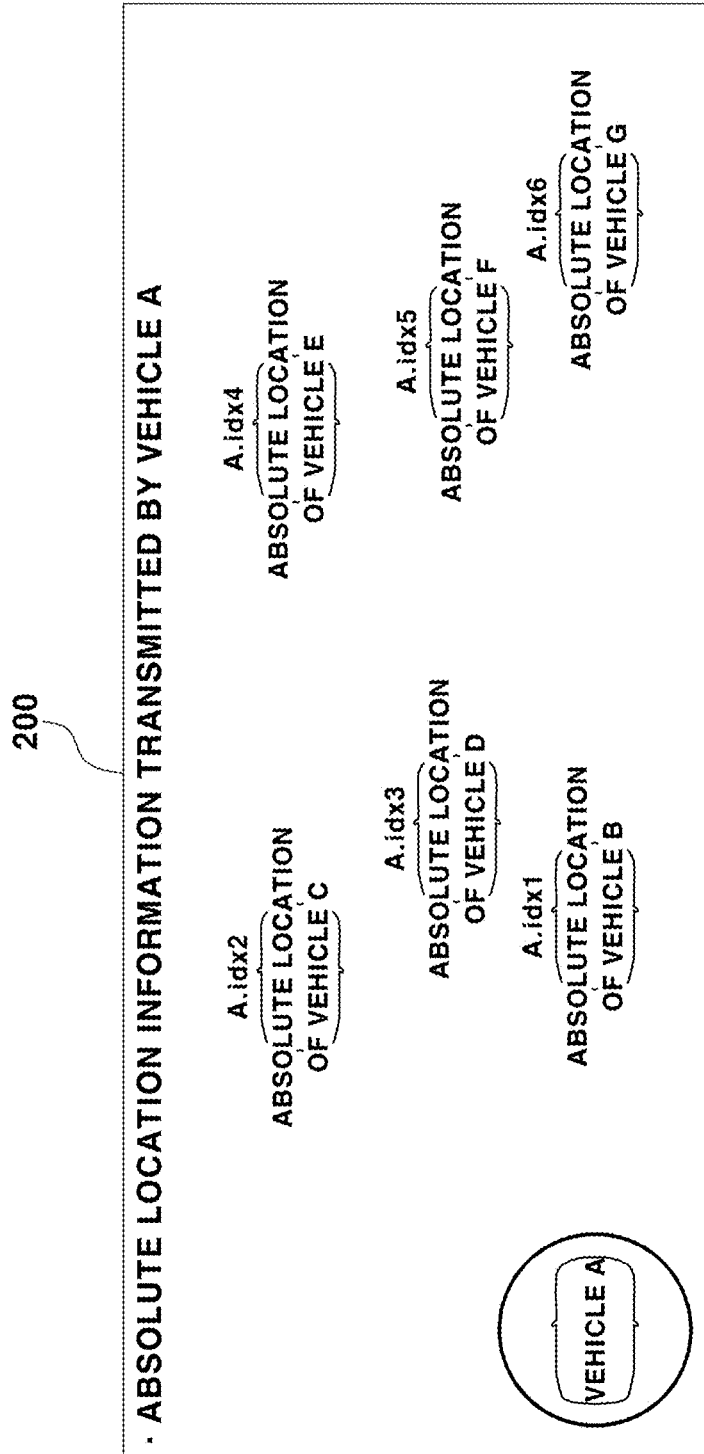 200
· ABSOLUTE LOCATION INFORMATION TRANSMITTED BY VEHICLE A
A.idx2
ABSOLUTE LOCATION
OF VEHICLE C
A.idx4
ABSOLUTE LOCATION
OF VEHICLE E
A.idx3
ABSOLUTE LOCATION
OF VEHICLE D
A.idx5
ABSOLUTE LOCATION
OF VEHICLE F
A.idx1
ABSOLUTE LOCATION
OF VEHICLE B
A.idx6
ABSOLUTE LOCATION
OF VEHICLE G
VEHICLE A